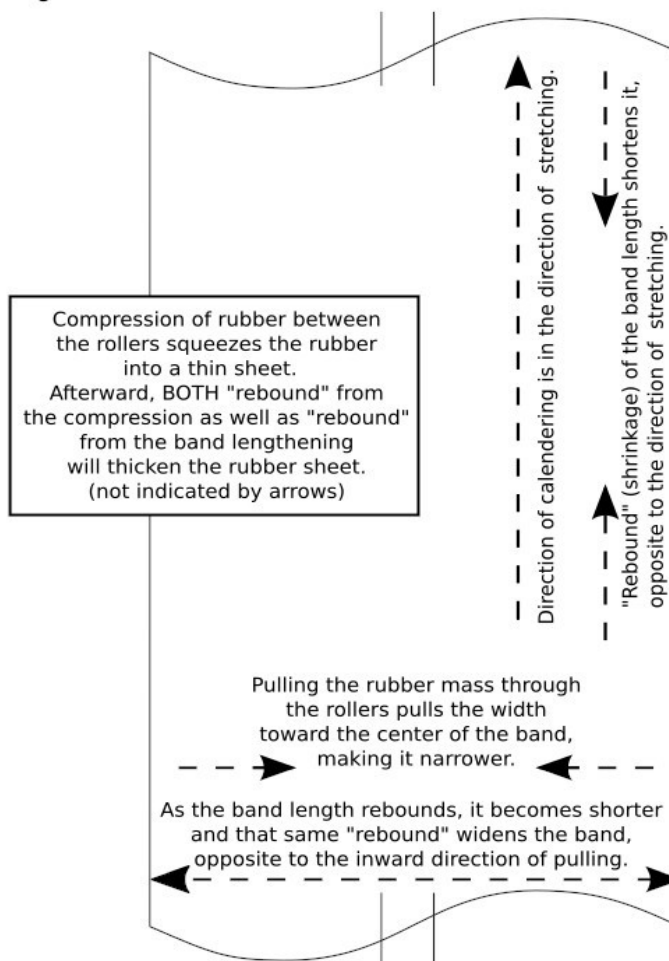 Compression of rubber between
the rollers squeezes the rubber
into a thin sheet.
Afterward, BOTH "rebound" from
the compression as well as "rebound"
from the band lengthening
will thicken the rubber sheet.
(not indicated by arrows)
Direction of calendering is in the direction of stretching.
"Rebound" (shrinkage) of the band length shortens it,
opposite to the direction of stretching.
Pulling the rubber mass through
the rollers pulls the width
toward the center of the band,
making it narrower.
As the band length rebounds, it becomes shorter
and that same "rebound" widens the band,
opposite to the inward direction of pulling.